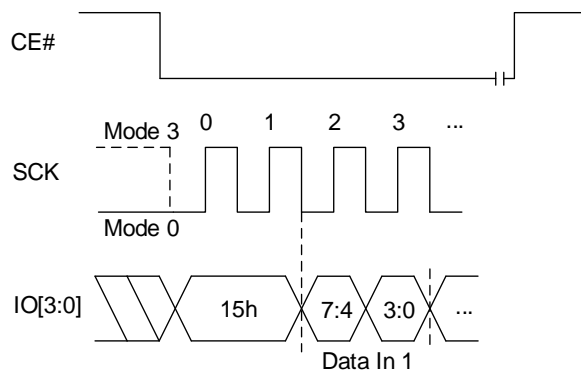 CE#
Mode 3 0 1 2 3 ...
SCK
Mode 0
IO[3:0] 15h 7:4 3:0 ...
Data In 1